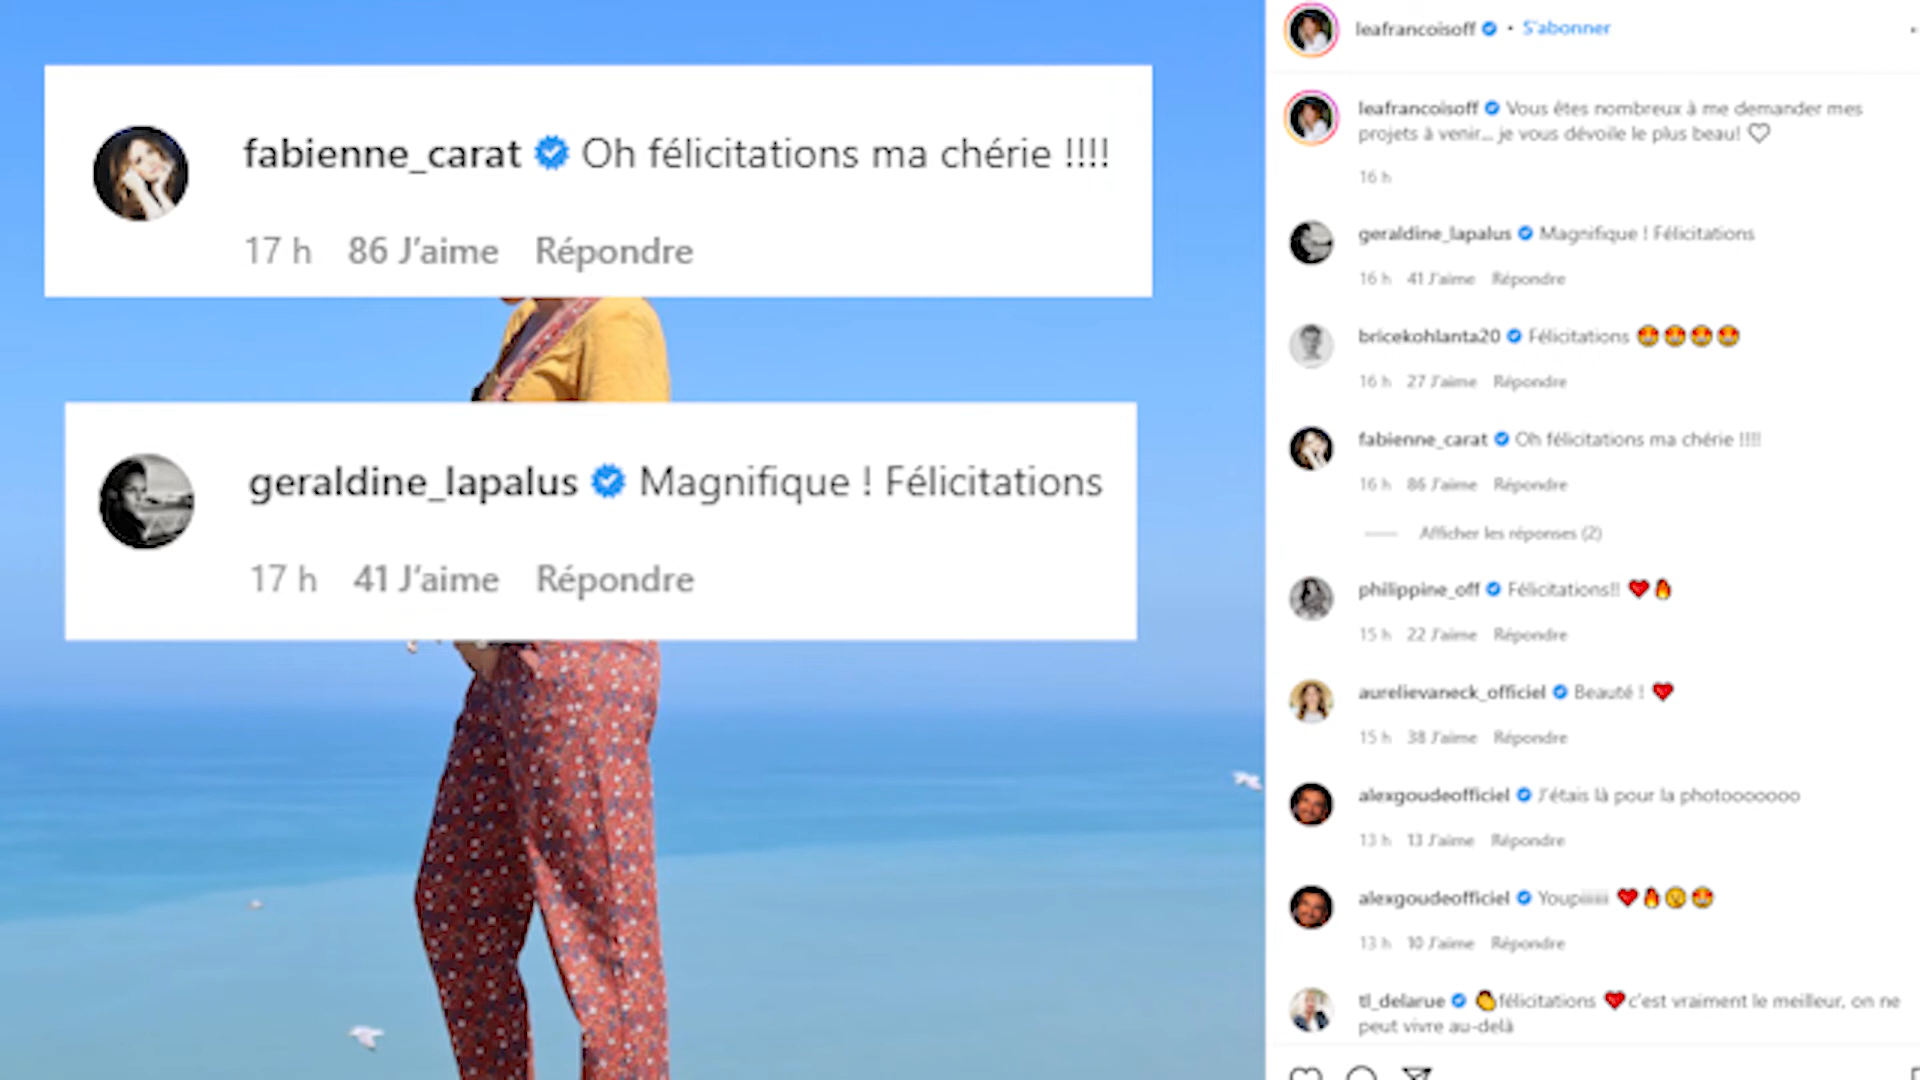 fabienne_carat Oh félicitations ma chérie !!!!
17 h 86 J'aime Répondre
geraldine_lapalus Magnifique ! Félicitations
17 h 41 J'aime Répondre
leafrancoisoff • S'abonner
leafrancoisoff Vous êtes nombreux à me demander mes
projets à venir... je vous dévoile le plus beau! ♡
16 h
geraldine_lapalus Magnifique ! Félicitations
16 h 41 J'aime Répondre
bricekohlanta20 Félicitations 🤩🤩🤩🤩
16 h 27 J'aime Répondre
fabienne_carat Oh félicitations ma chérie !!!!
16 h 86 J'aime Répondre
Afficher les réponses (2)
philippine_off Félicitations!! ❤️🔥
15 h 22 J'aime Répondre
aurelievaneck_officiel Beauté ! ❤️
15 h 38 J'aime Répondre
alexgoudeofficiel J'étais là pour la photooooooo
13 h 13 J'aime Répondre
alexgoudeofficiel Youpiiiiii ❤️🔥😘🤩
13 h 10 J'aime Répondre
tl_delarue 👏félicitations ❤️c'est vraiment le meilleur, on ne
peut vivre au-delà